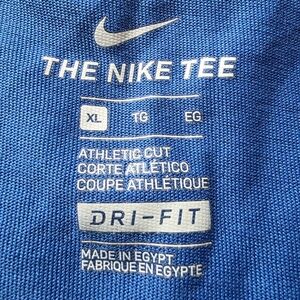 THE NIKE TEE
XL TG EG
ATHLETIC CUT
CORTE ATLÉTICO
COUPE ATHLÉTIQUE
DRI-FIT
MADE IN EGYPT
FABRIQUE EN EGYPTE